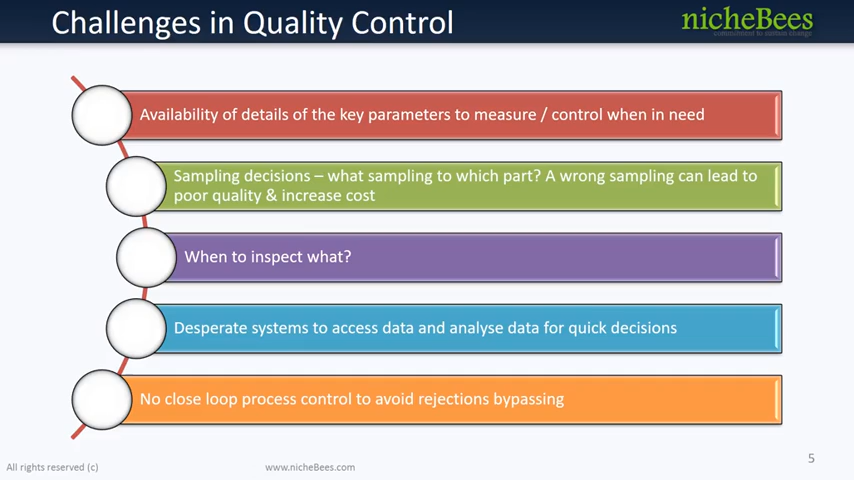 Challenges in Quality Control
nicheBees
commitment to sustain change
Availability of details of the key parameters to measure / control when in need
Sampling decisions – what sampling to which part? A wrong sampling can lead to
poor quality & increase cost
When to inspect what?
Desperate systems to access data and analyse data for quick decisions
No close loop process control to avoid rejections bypassing
All rights reserved (c)
www.nicheBees.com
5